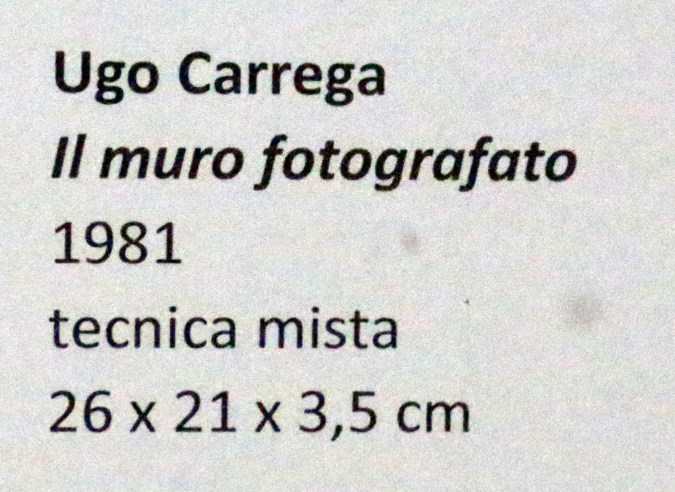 Ugo Carrega
Il muro fotografato
1981
tecnica mista
26 x 21 x 3,5 cm